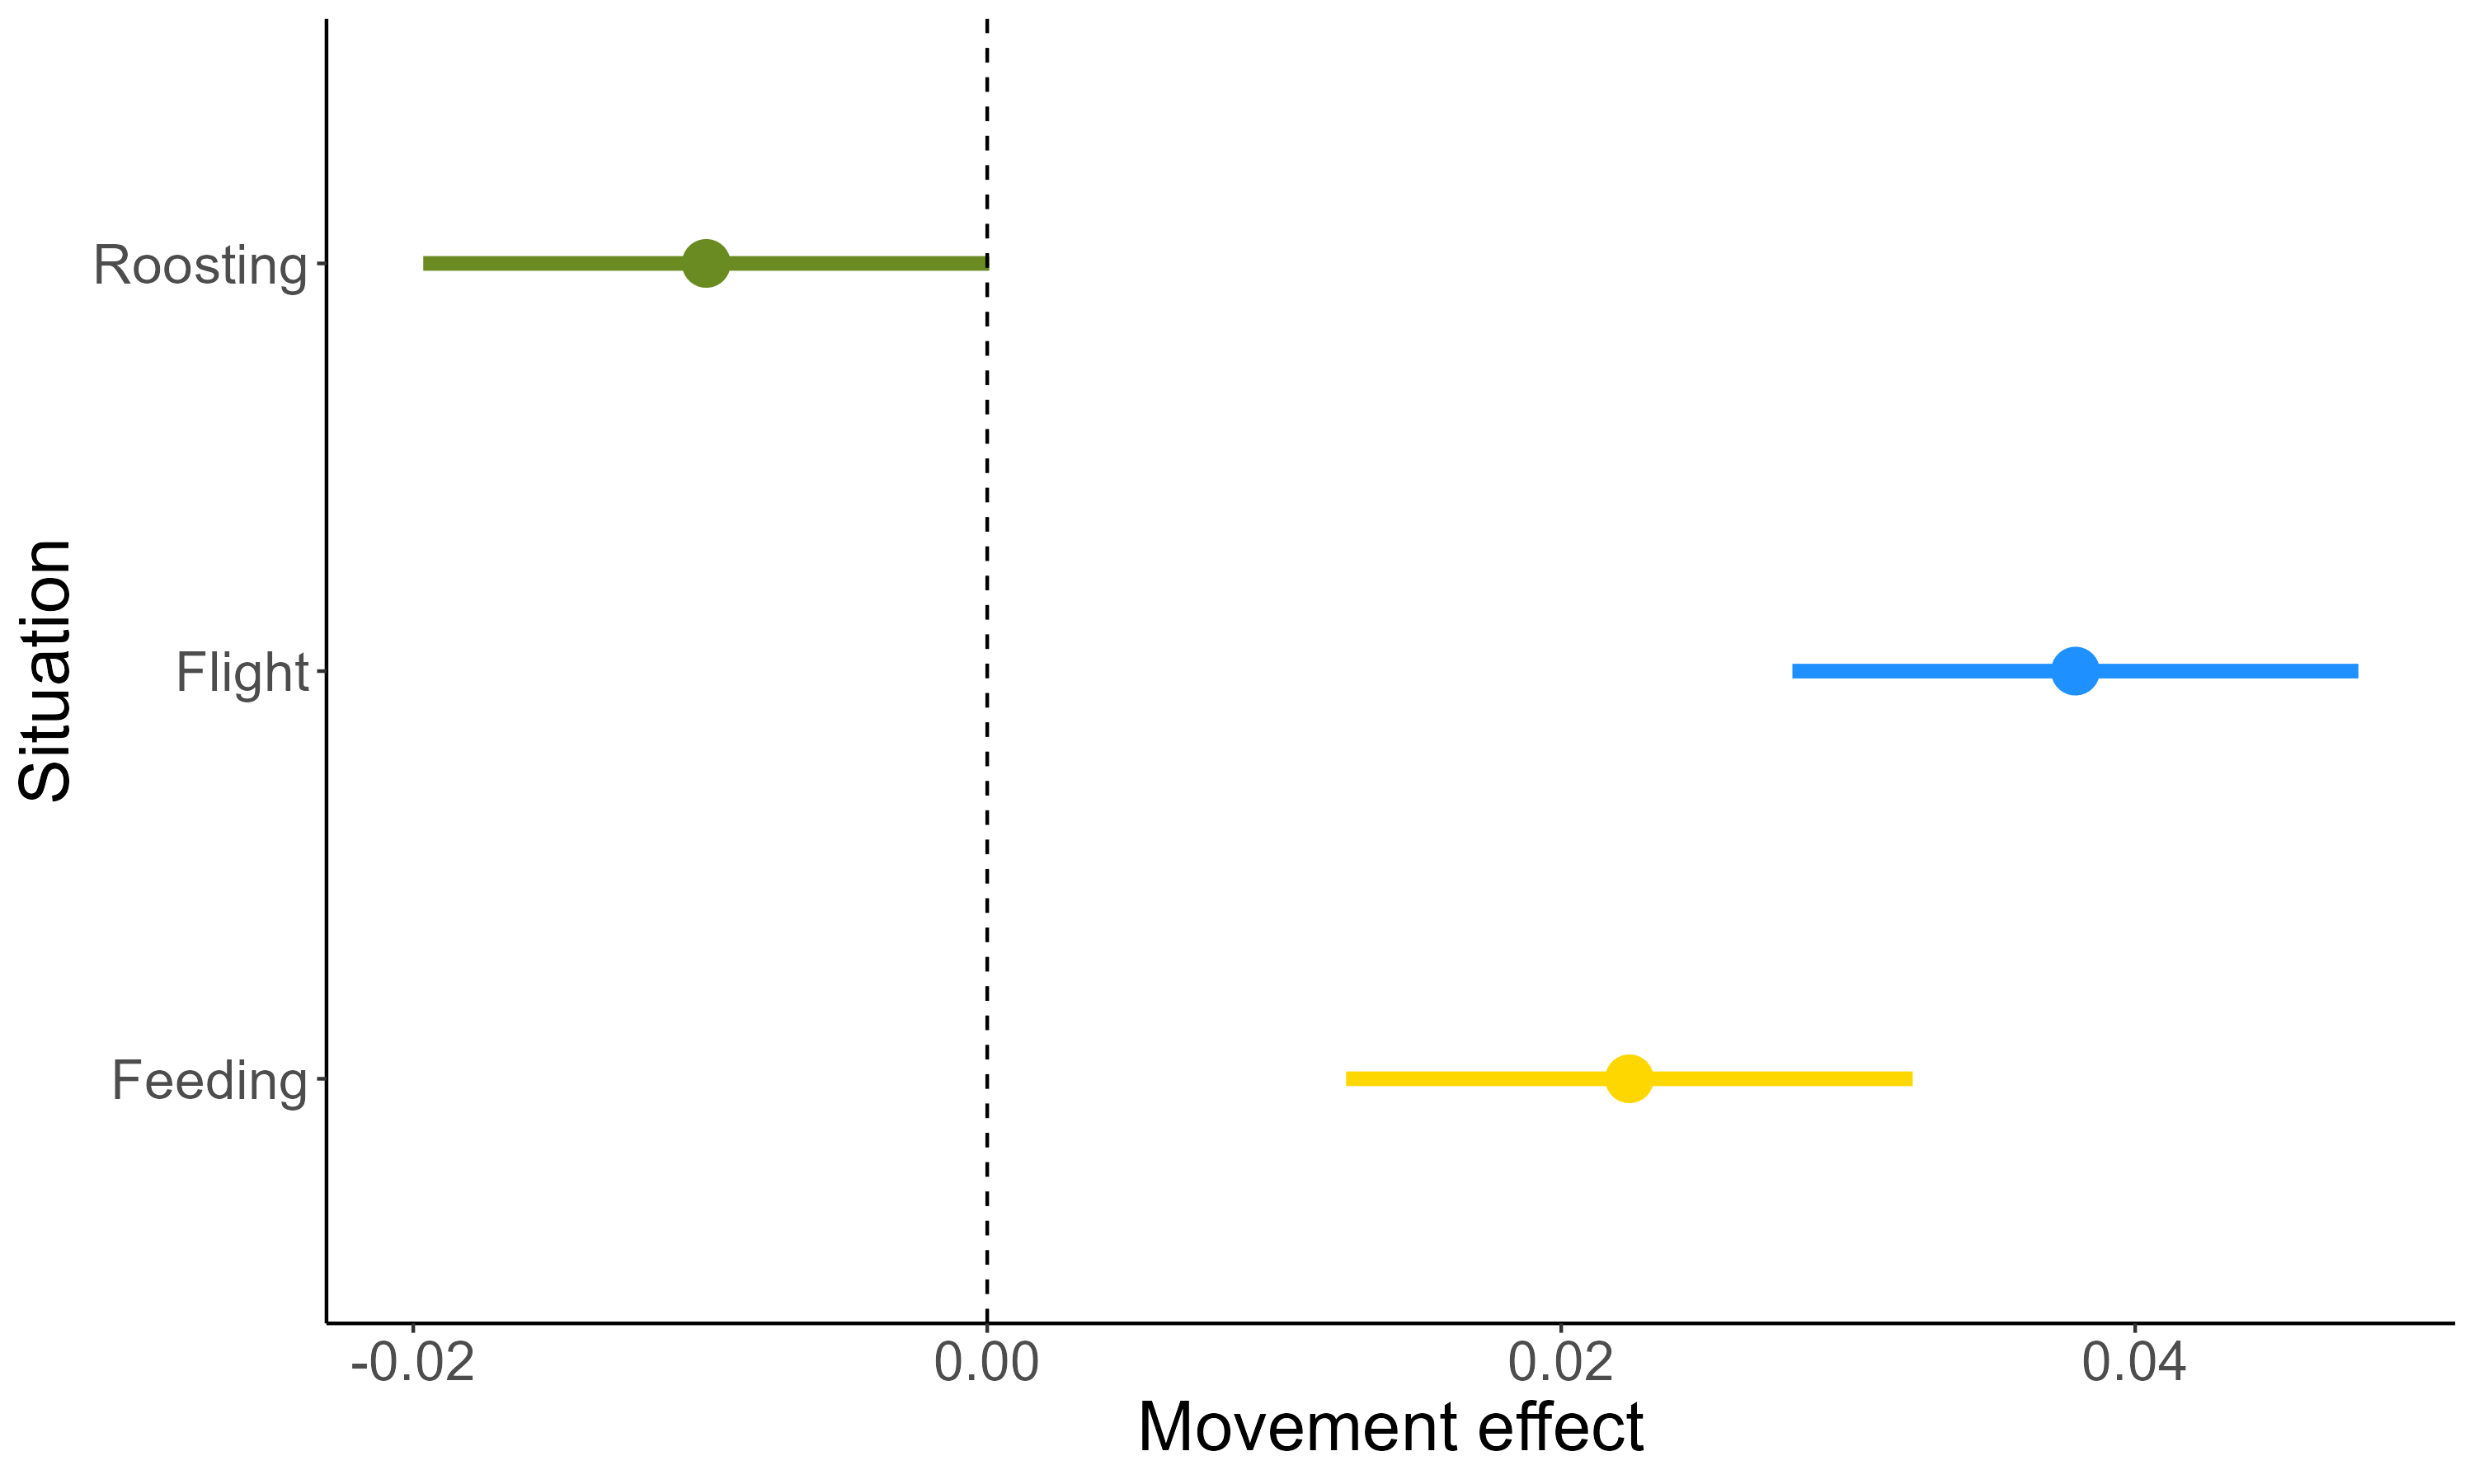 Situation
Roosting
Flight
Feeding
-0.02 0.00 0.02 0.04
Movement effect